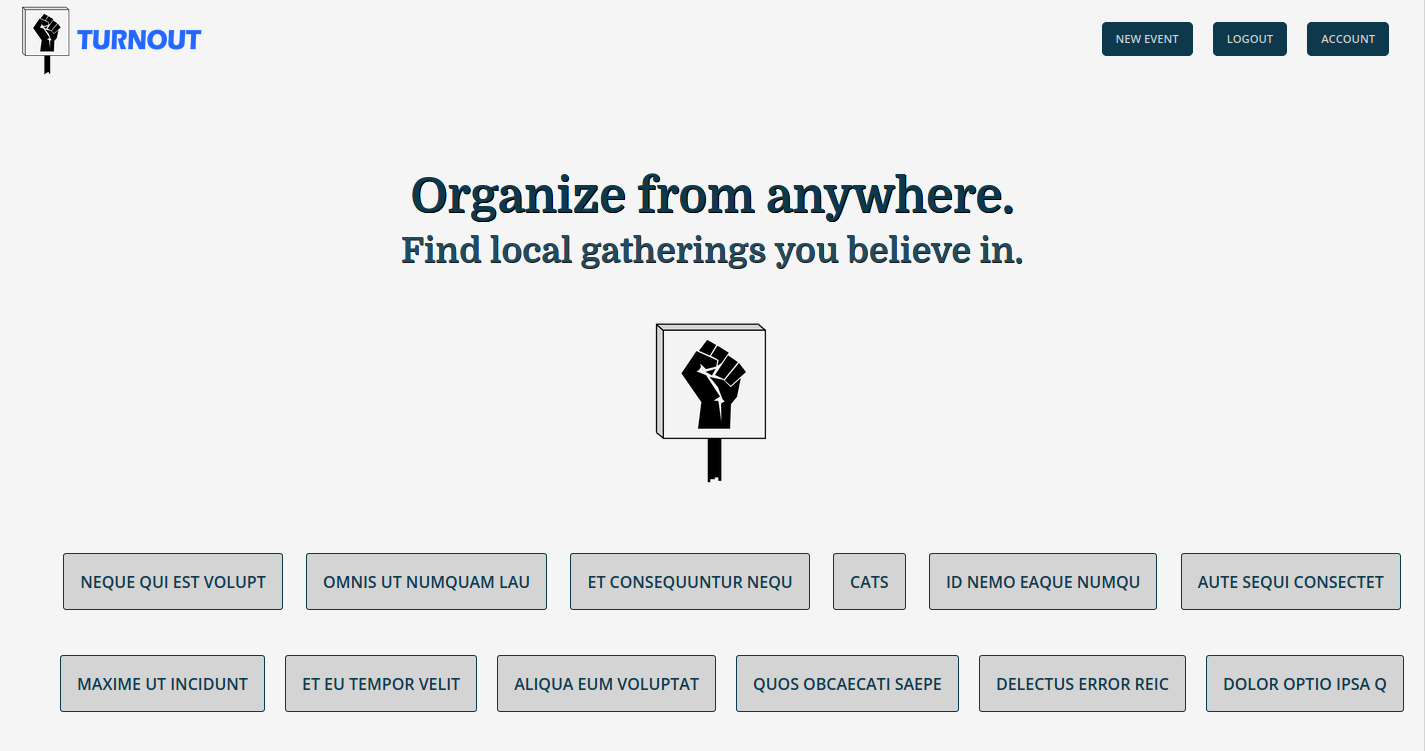 TURNOUT
NEW EVENT LOGOUT ACCOUNT
Organize from anywhere.
Find local gatherings you believe in.
NEQUE QUI EST VOLUPT OMNIS UT NUMQUAM LAU ET CONSEQUUNTUR NEQU CATS ID NEMO EAQUE NUMQU AUTE SEQUI CONSECTET
MAXIME UT INCIDUNT ET EU TEMPOR VELIT ALIQUA EUM VOLUPTAT QUOS OBCAECATI SAEPE DELECTUS ERROR REIC DOLOR OPTIO IPSA Q